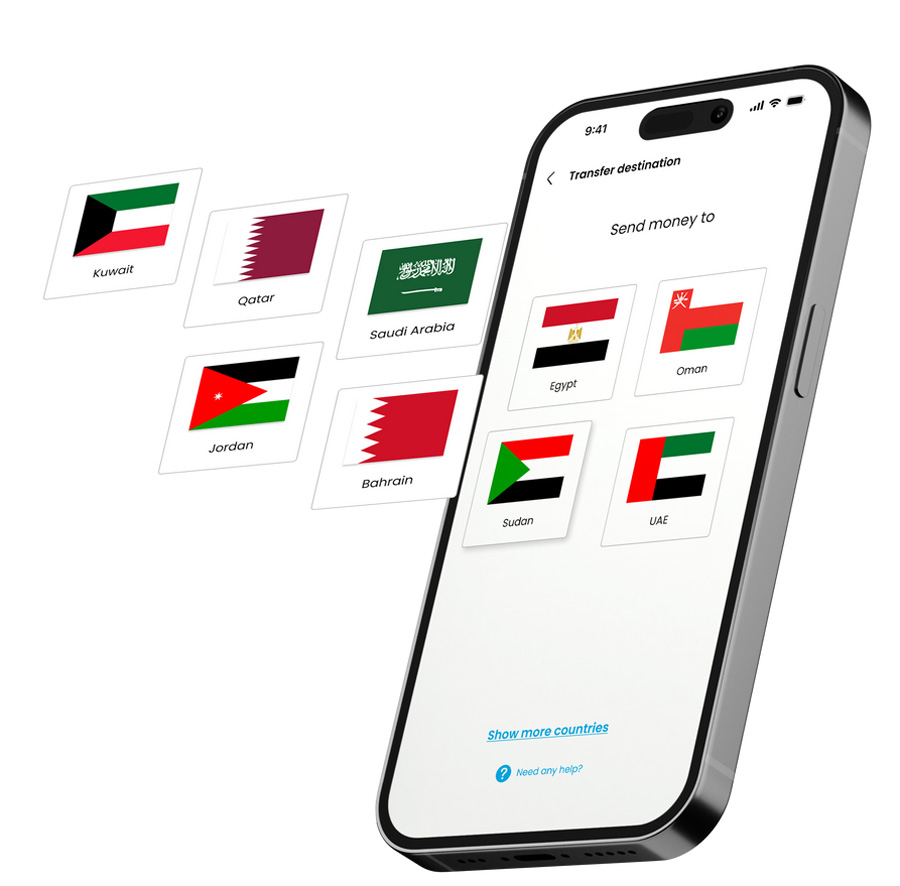 9:41
Transfer destination
Send money to
Kuwait
Qatar
Saudi Arabia
Egypt
Oman
Jordan
Bahrain
Sudan
UAE
Show more countries
? Need any help?